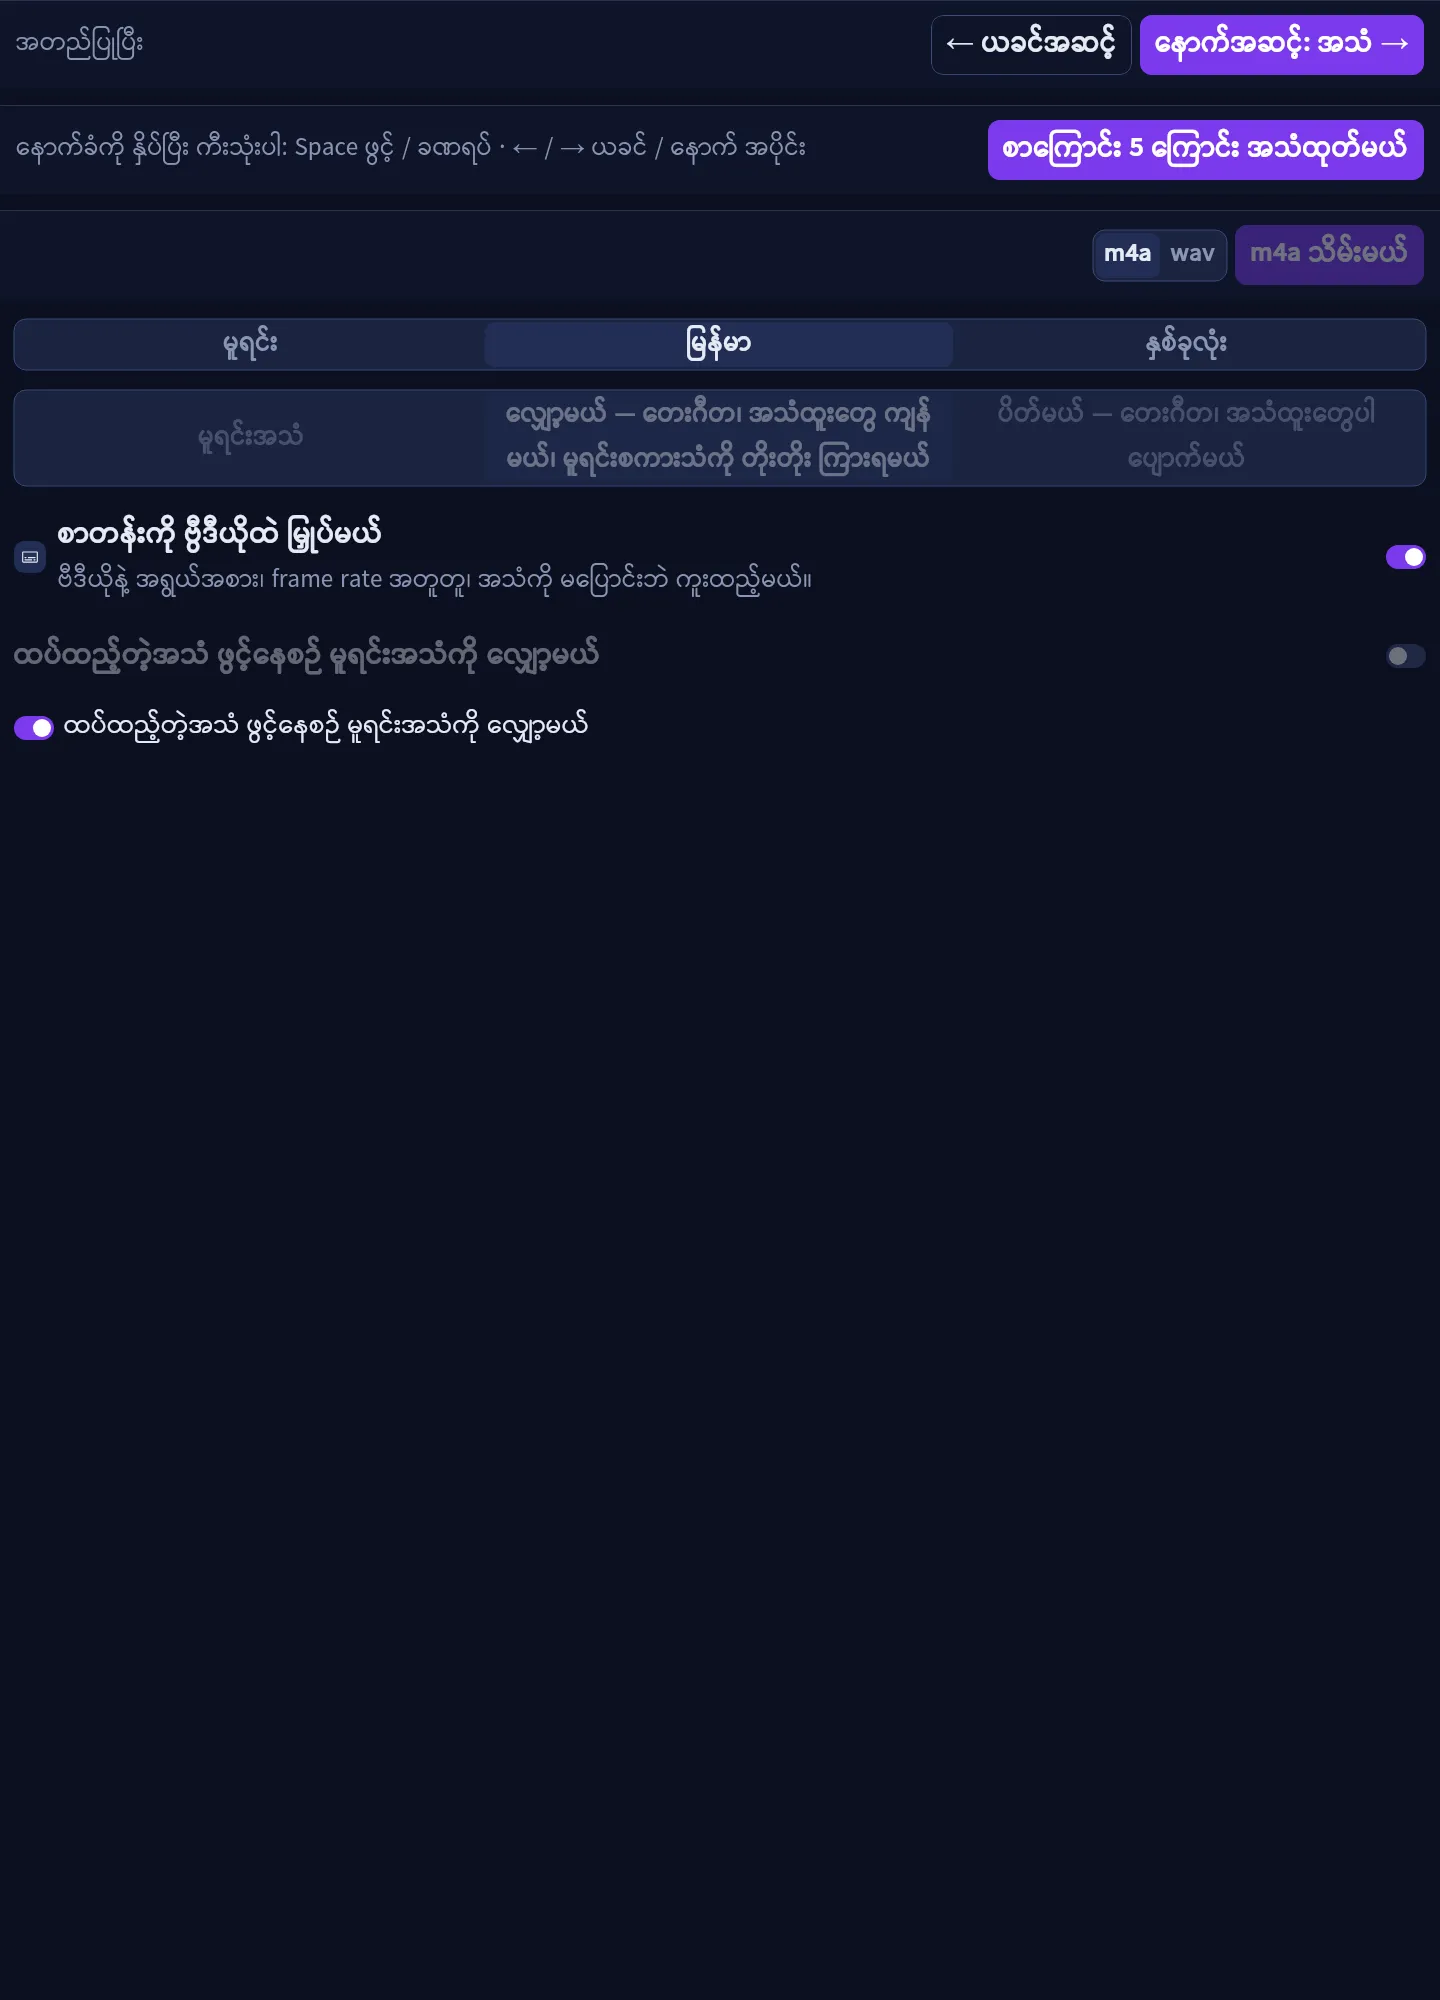 အတည်ပြုပြီး
← ယခင်အဆင့်
နောက်အဆင့်: အသံ →
နောက်ခံကို နှိပ်ပြီး ကီးသုံးပါ: Space ဖွင့် / ခဏရပ် · ← / → ယခင် / နောက် အပိုင်း
စာကြောင်း 5 ကြောင်း အသံထုတ်မယ်
m4a
wav
m4a သိမ်းမယ်
မူရင်း
မြန်မာ
နှစ်ခုလုံး
မူရင်းအသံ
လျှော့မယ် — တေးဂီတ၊ အသံထူးတွေ ကျန်
မယ်၊ မူရင်းစကားသံကို တိုးတိုး ကြားရမယ်
ပိတ်မယ် — တေးဂီတ၊ အသံထူးတွေပါ
ပျောက်မယ်
စာတန်းကို ဗွီဒီယိုထဲ မြှုပ်မယ်
ဗီဒီယိုနဲ့ အရွယ်အစား၊ frame rate အတူတူ၊ အသံကို မပြောင်းဘဲ ကူးထည့်မယ်။
ထပ်ထည့်တဲ့အသံ ဖွင့်နေစဉ် မူရင်းအသံကို လျှော့မယ်
ထပ်ထည့်တဲ့အသံ ဖွင့်နေစဉ် မူရင်းအသံကို လျှော့မယ်